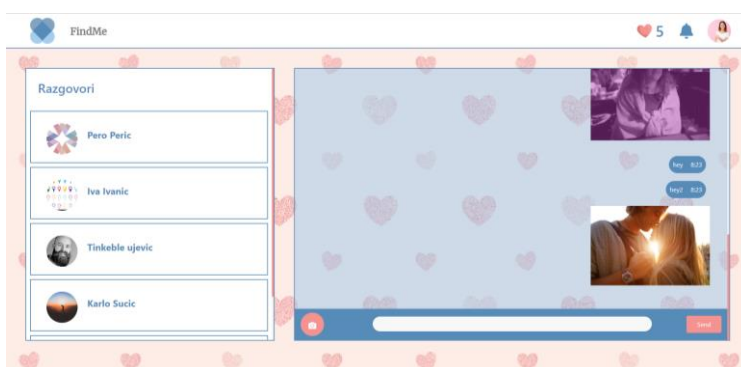 FindMe
5
Razgovori
Pero Peric
Iva Ivanic
Tinkeble ujevic
Karlo Sucic
hey 8:23
hey2 8:23
Send